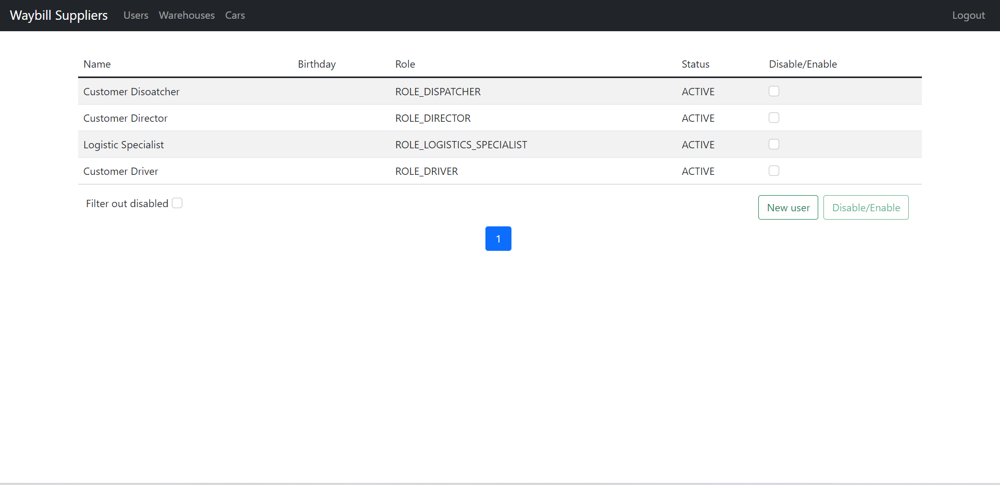 Waybill Suppliers Users Warehouses Cars Logout
Name Birthday Role Status Disable/Enable
Customer Disoatcher ROLE_DISPATCHER ACTIVE
Customer Director ROLE_DIRECTOR ACTIVE
Logistic Specialist ROLE_LOGISTICS_SPECIALIST ACTIVE
Customer Driver ROLE_DRIVER ACTIVE
Filter out disabled New user Disable/Enable
1